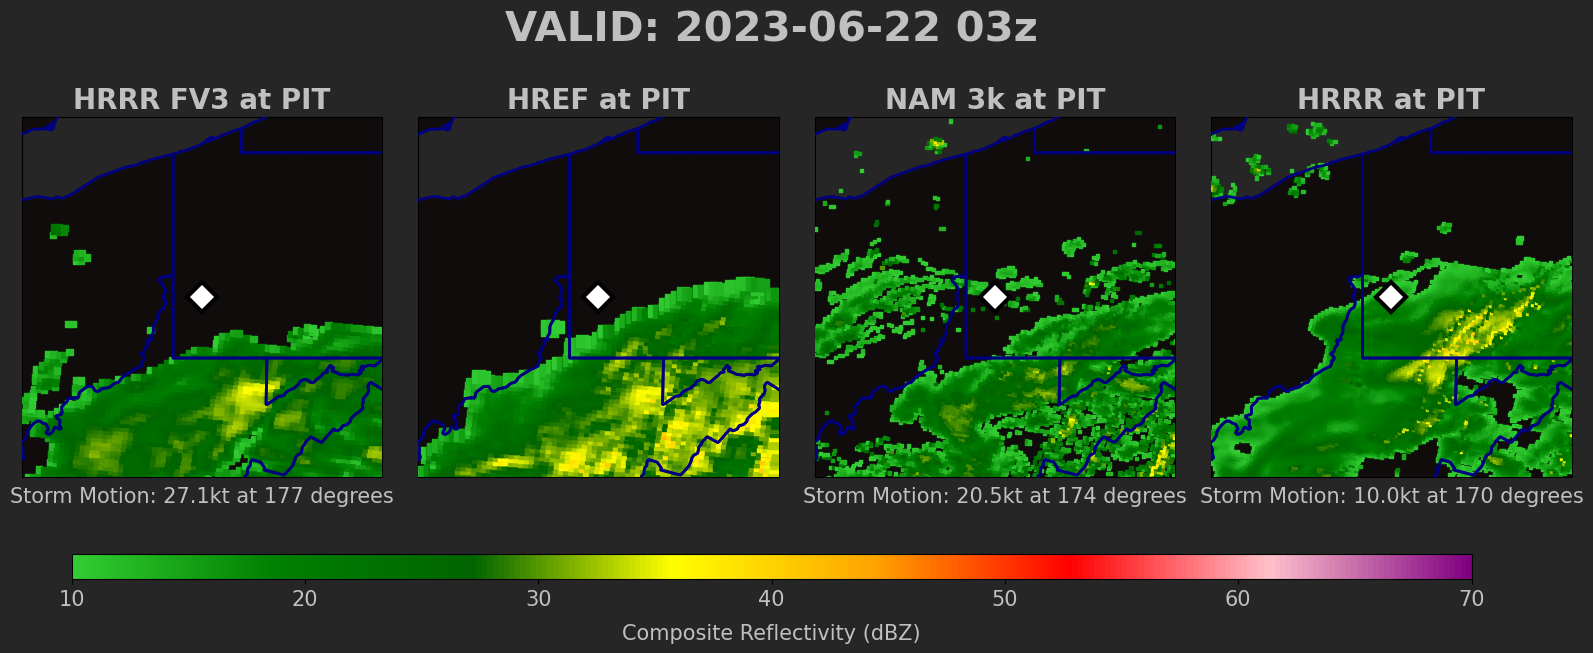 VALID: 2023-06-22 03z
HRRR FV3 at PIT
HREF at PIT
NAM 3k at PIT
HRRR at PIT
Storm Motion: 27.1kt at 177 degrees
Storm Motion: 20.5kt at 174 degrees
Storm Motion: 10.0kt at 170 degrees
10 20 30 40 50 60 70
Composite Reflectivity (dBZ)